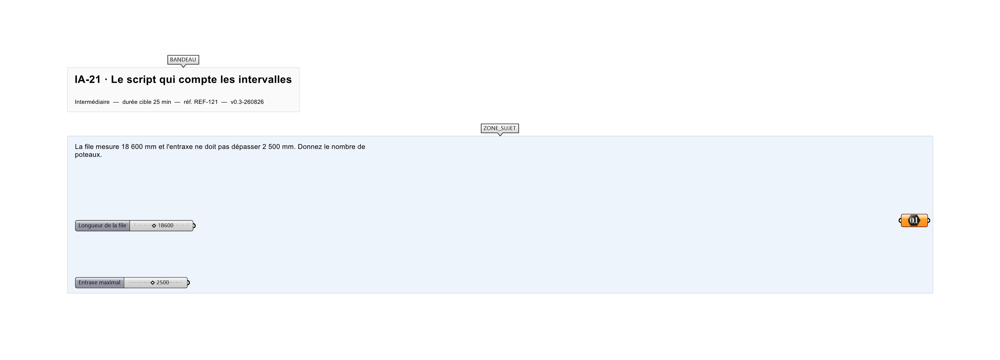 BANDEAU
IA-21 · Le script qui compte les intervalles
Intermédiaire — durée cible 25 min — réf. REF-121 — v0.3-260826
ZONE_SUJET
La file mesure 18 600 mm et l'entraxe ne doit pas dépasser 2 500 mm. Donnez le nombre de
poteaux.
Longueur de la file 18600
0.1
Entraxe maximal 2500